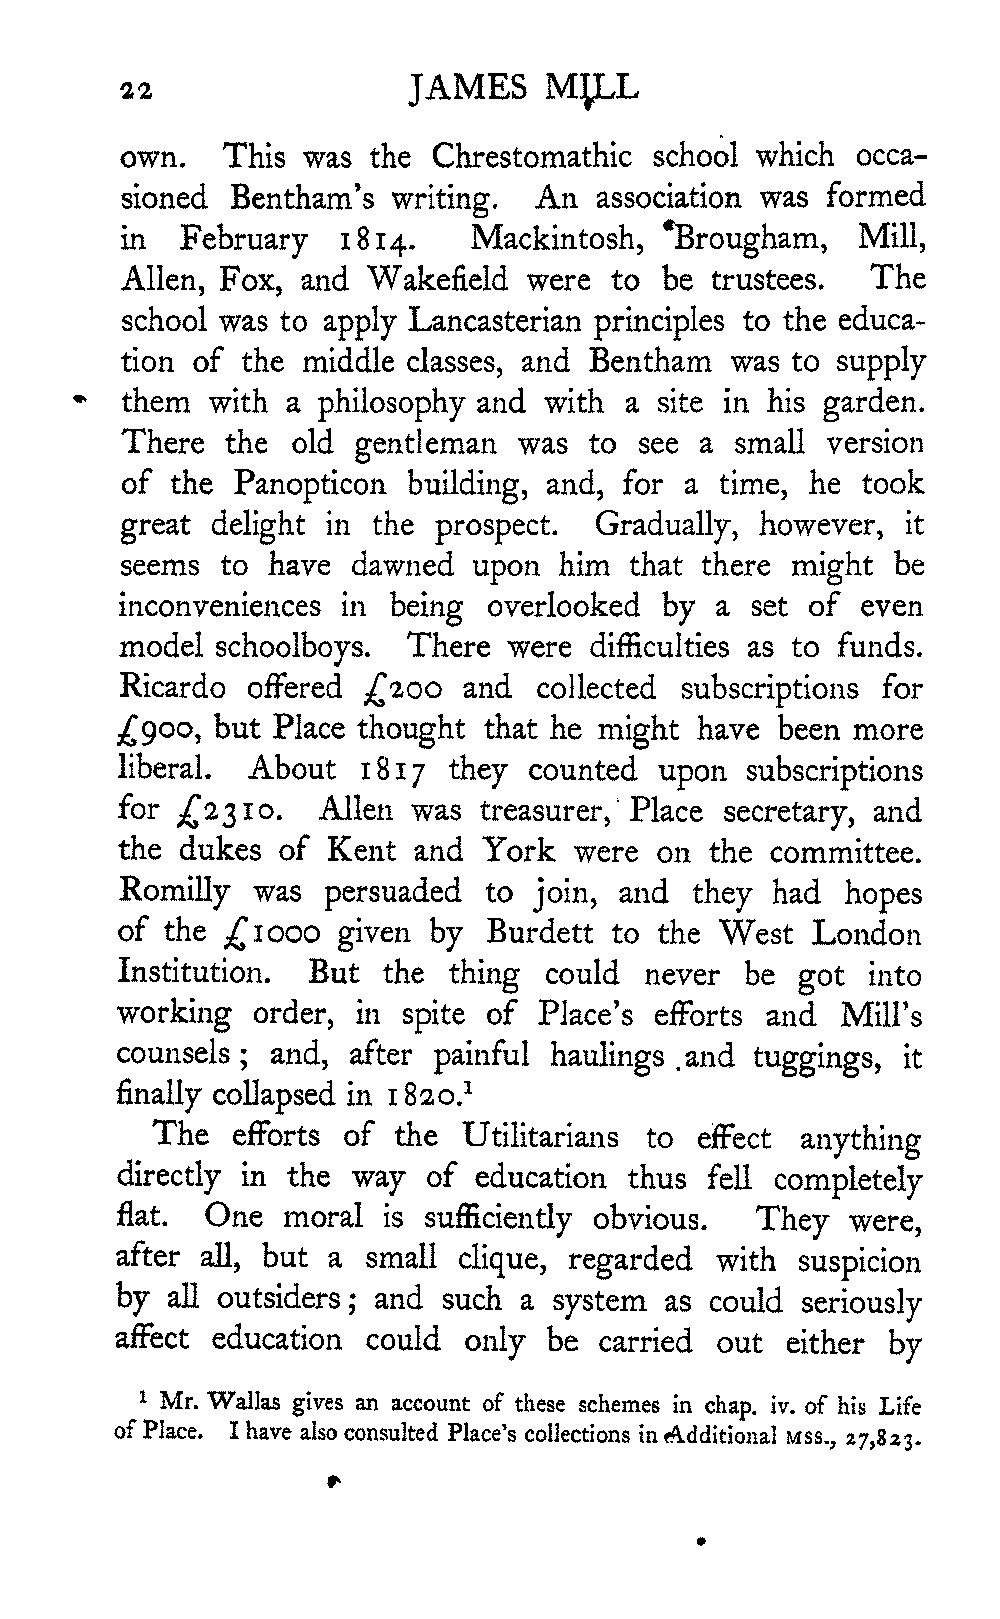 22 JAMES MILL
own. This was the Chrestomathic school which occa-
sioned Bentham's writing. An association was formed
in February 1814. Mackintosh, Brougham, Mill,
Allen, Fox, and Wakefield were to be trustees. The
school was to apply Lancasterian principles to the educa-
tion of the middle classes, and Bentham was to supply
them with a philosophy and with a site in his garden.
There the old gentleman was to see a small version
of the Panopticon building, and, for a time, he took
great delight in the prospect. Gradually, however, it
seems to have dawned upon him that there might be
inconveniences in being overlooked by a set of even
model schoolboys. There were difficulties as to funds.
Ricardo offered £200 and collected subscriptions for
£900, but Place thought that he might have been more
liberal. About 1817 they counted upon subscriptions
for £2310. Allen was treasurer, Place secretary, and
the dukes of Kent and York were on the committee.
Romilly was persuaded to join, and they had hopes
of the £1000 given by Burdett to the West London
Institution. But the thing could never be got into
working order, in spite of Place's efforts and Mill's
counsels; and, after painful haulings and tuggings, it
finally collapsed in 1820.¹
The efforts of the Utilitarians to effect anything
directly in the way of education thus fell completely
flat. One moral is sufficiently obvious. They were,
after all, but a small clique, regarded with suspicion
by all outsiders; and such a system as could seriously
affect education could only be carried out either by
¹ Mr. Wallas gives an account of these schemes in chap. iv. of his Life
of Place. I have also consulted Place's collections in Additional MSS., 27,823.